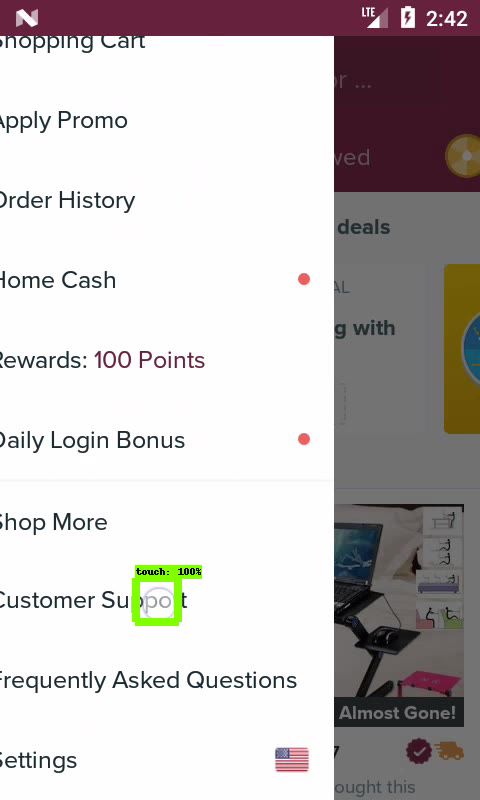 LTE 2:42
Shopping Cart
or ...
Apply Promo
wed
Order History
deals
Home Cash
AL
g with
Rewards: 100 Points
Daily Login Bonus
Shop More
touch: 100%
Customer Support
Frequently Asked Questions
Almost Gone!
Settings
7
ought this